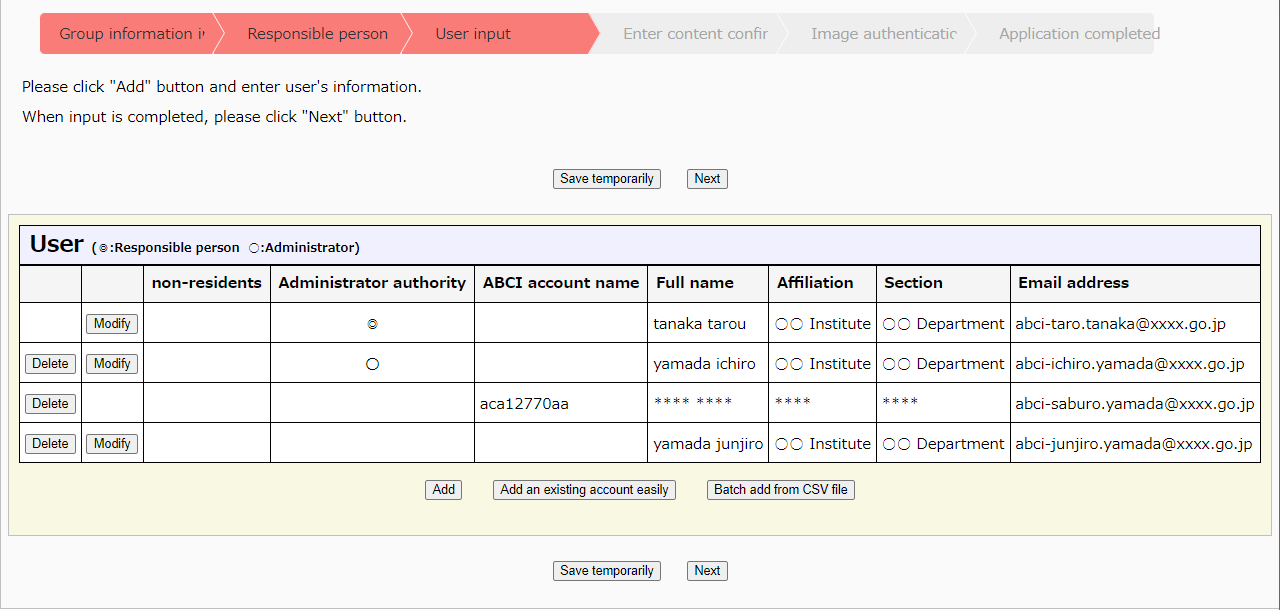 Group information i Responsible person User input Enter content confir Image authenticatic Application completed
Please click "Add" button and enter user's information.
When input is completed, please click "Next" button.
Save temporarily Next
User (◎:Responsible person ○:Administrator)
non-residents Administrator authority ABCI account name Full name Affiliation Section Email address
Modify ◎ tanaka tarou ○○ Institute ○○ Department abci-taro.tanaka@xxxx.go.jp
Delete Modify ○ yamada ichiro ○○ Institute ○○ Department abci-ichiro.yamada@xxxx.go.jp
Delete aca12770aa **** **** **** **** abci-saburo.yamada@xxxx.go.jp
Delete Modify yamada junjiro ○○ Institute ○○ Department abci-junjiro.yamada@xxxx.go.jp
Add Add an existing account easily Batch add from CSV file
Save temporarily Next